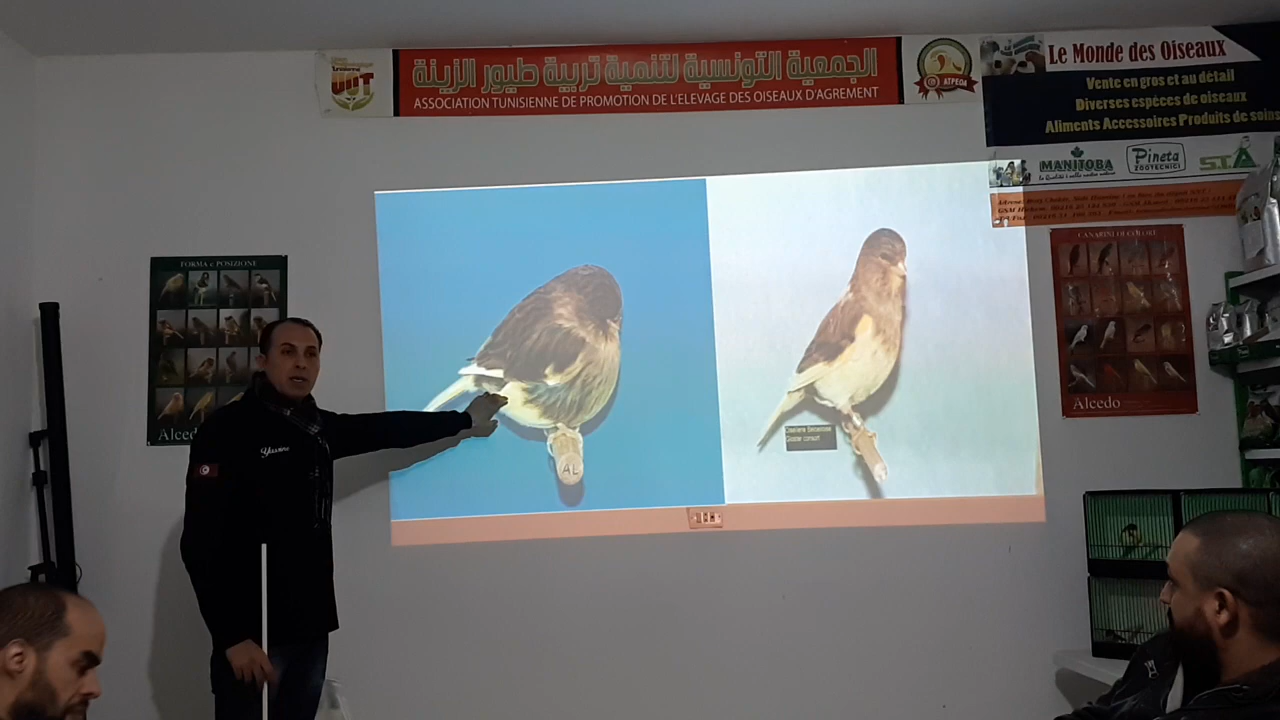 الجمعية التونسية لتنمية تربية طيور الزينة
ASSOCIATION TUNISIENNE DE PROMOTION DE L'ELEVAGE DES OISEAUX D'AGREMENT
ATPEOA
Le Monde des Oiseaux
Vente en gros et au détail
Diverses espèces de oiseaux
Aliments Accessoires Produits de soins
MANITOBA
Pineta
ZOOTECNICI
S.T.A
FORMA e POSIZIONE
Alcedo
CANARINI DI COLORE
Alcedo
Gloster consort
AL